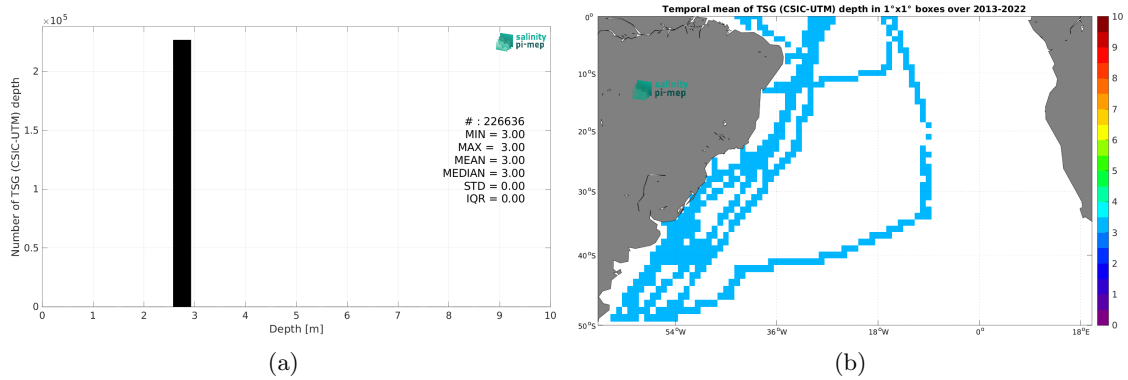 ×10^5
2
1.5
1
0.5
0
Number of TSG (CSIC-UTM) depth
0 1 2 3 4 5 6 7 8 9 10
Depth [m]
salinity
pi-mep
# : 226636
MIN = 3.00
MAX = 3.00
MEAN = 3.00
MEDIAN = 3.00
STD = 0.00
IQR = 0.00
(a)
Temporal mean of TSG (CSIC-UTM) depth in 1°x1° boxes over 2013-2022
0°
10°S
20°S
30°S
40°S
50°S
54°W 36°W 18°W 0° 18°E
salinity
pi-mep
10
9
8
7
6
5
4
3
2
1
0
(b)